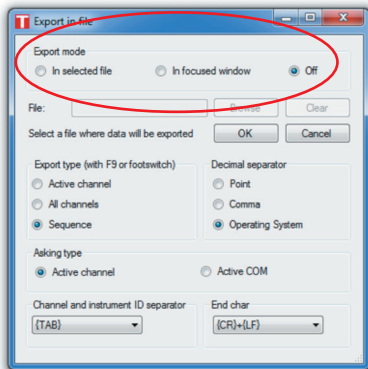 T Export in file
Export mode
In selected file In focused window Off
File: Browse Clear
Select a file where data will be exported OK Cancel
Export type (with F9 or footswitch) Decimal separator
Active channel Point
All channels Comma
Sequence Operating System
Asking type
Active channel Active COM
Channel and instrument ID separator End char
{TAB} {CR}+{LF}